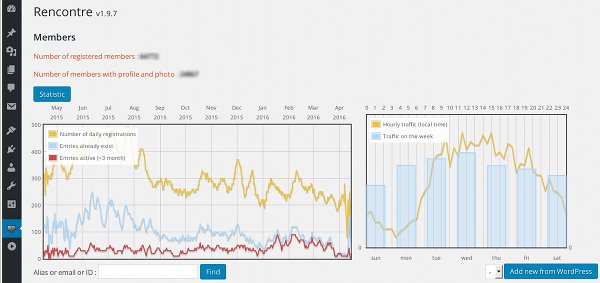 Rencontre v1.9.7
Members
Number of registered members :
Number of members with profile and photo :
Statistic
May Jun Jul Aug Sep Oct Nov Dec Jan Feb Mar Apr
2015 2015 2015 2015 2015 2015 2015 2015 2016 2016 2016 2016
0 1 2 3 4 5 6 7 8 9 10 11 12 13 14 15 16 17 18 19 20 21 22 23 24
500
400
300
200
100
0
Number of daily registrations
Entries already exist
Entries active (<3 month)
Hourly traffic (local time)
Traffic on the week
0
0
sun mon tue wed thu fri sat
Alias or email or ID :
Find
-
Add new from WordPress